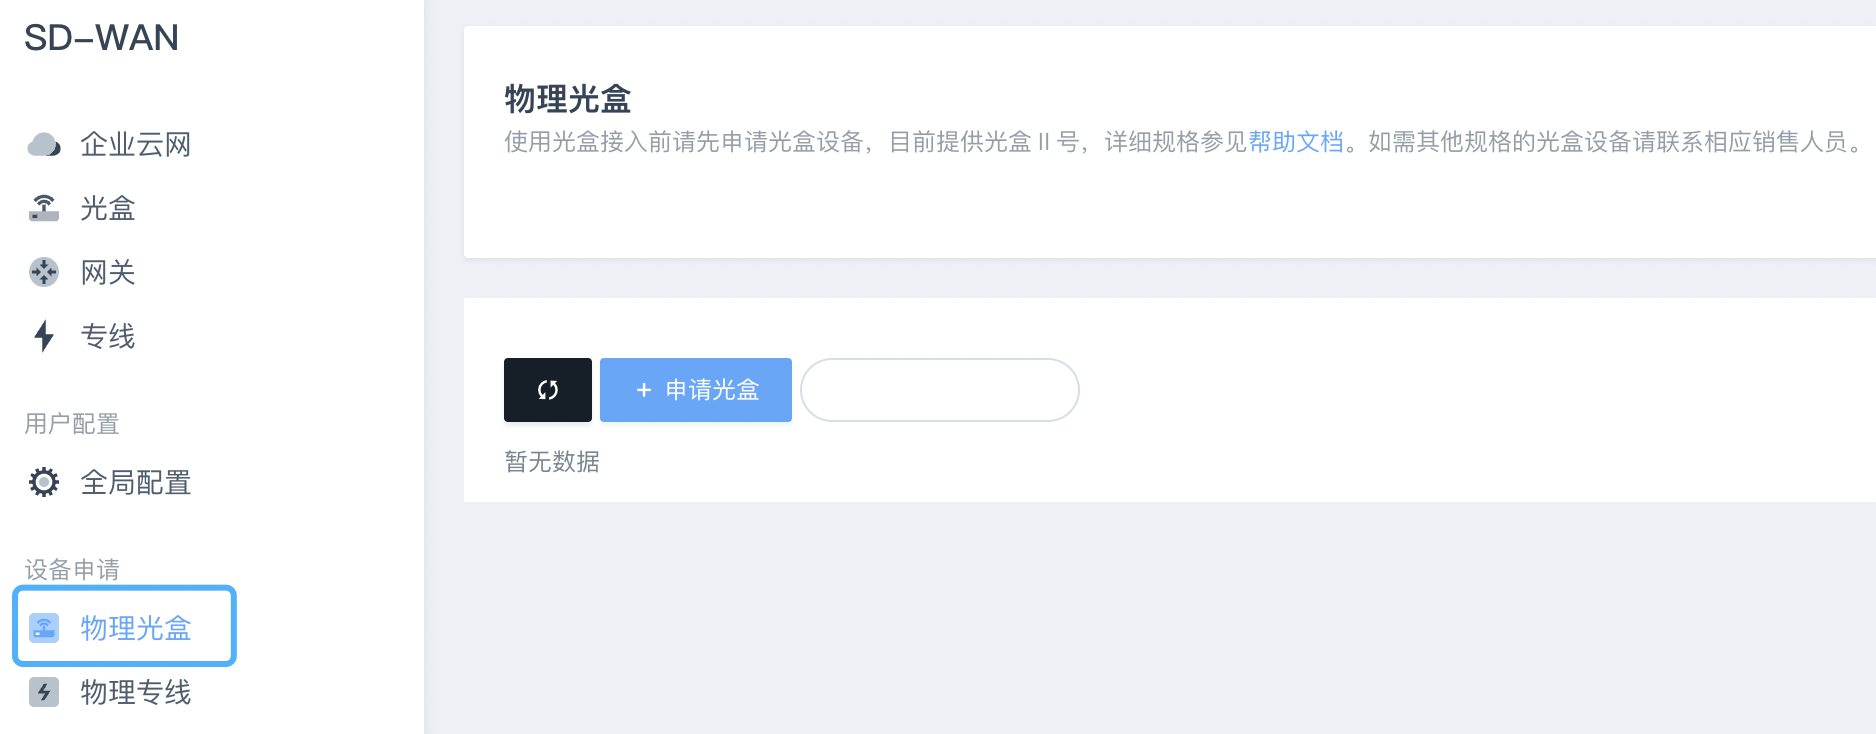 SD-WAN
企业云网
光盒
网关
专线
用户配置
全局配置
设备申请
物理光盒
物理专线
物理光盒
使用光盒接入前请先申请光盒设备，目前提供光盒 II 号，详细规格参见帮助文档。如需其他规格的光盒设备请联系相应销售人员。
+ 申请光盒
暂无数据